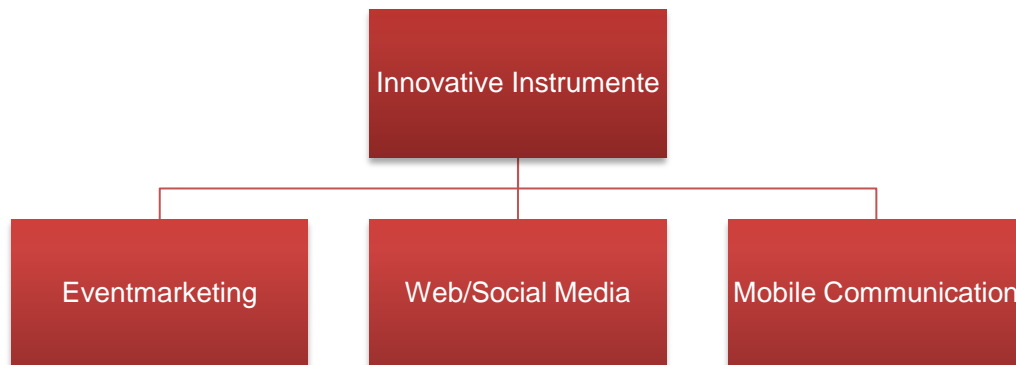 Innovative Instrumente
Eventmarketing
Web/Social Media
Mobile Communication